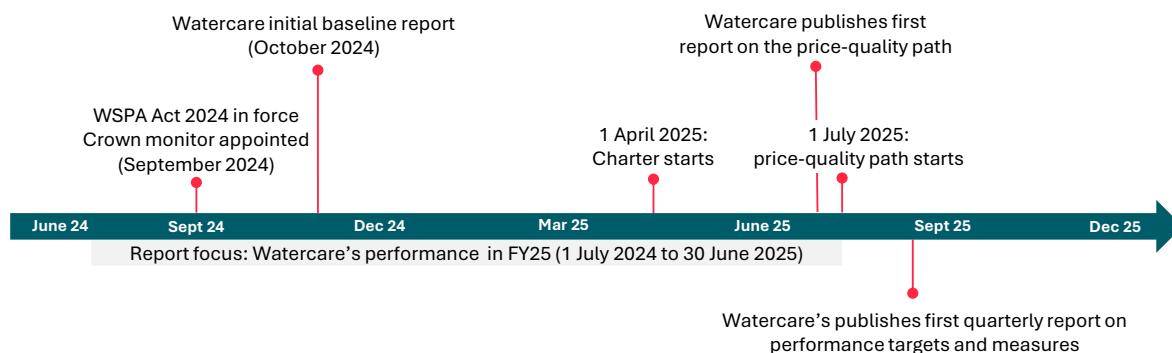 Watercare initial baseline report
(October 2024)
Watercare publishes first
report on the price-quality path
WSPA Act 2024 in force
Crown monitor appointed
(September 2024)
1 April 2025:
Charter starts
1 July 2025:
price-quality path starts
June 24
Sept 24
Dec 24
Mar 25
June 25
Sept 25
Dec 25
Report focus: Watercare’s performance in FY25 (1 July 2024 to 30 June 2025)
Watercare’s publishes first quarterly report on
performance targets and measures